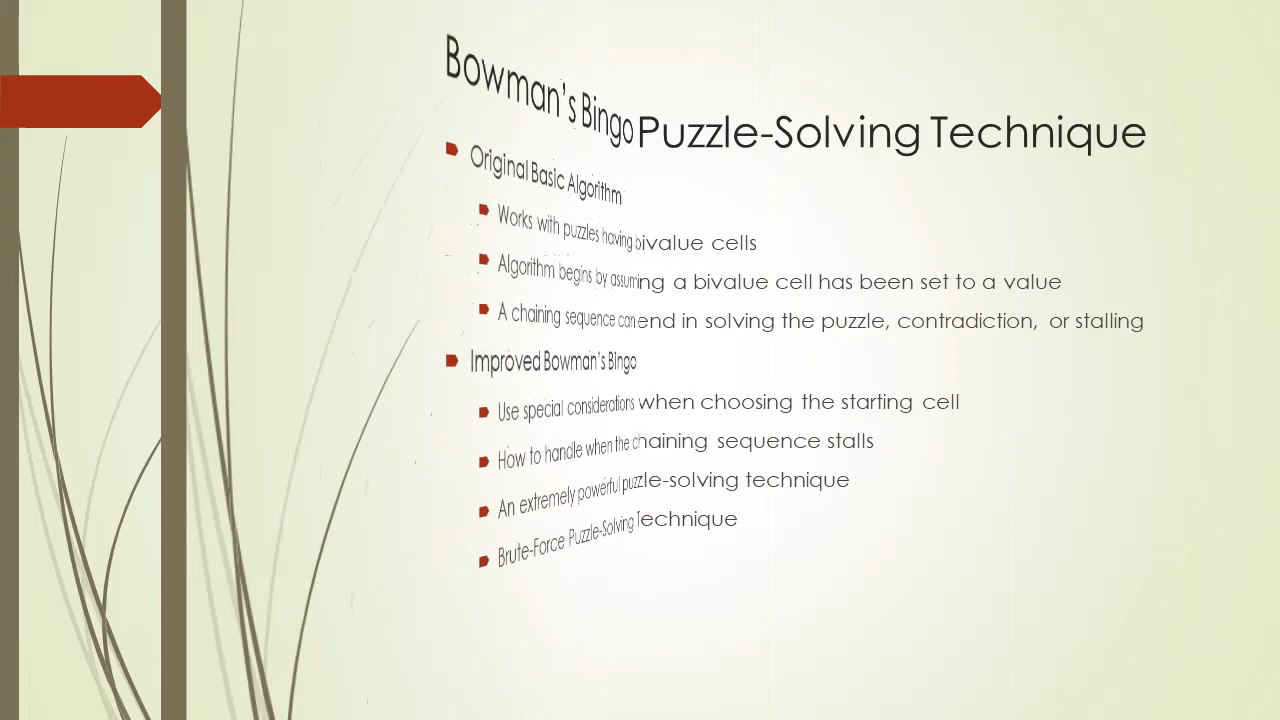 Bowman's Bingo Puzzle-Solving Technique
Original Basic Algorithm
Works with puzzles having bivalue cells
Algorithm begins by assuming a bivalue cell has been set to a value
A chaining sequence can end in solving the puzzle, contradiction, or stalling
Improved Bowman's Bingo
Use special considerations when choosing the starting cell
How to handle when the chaining sequence stalls
An extremely powerful puzzle-solving technique
Brute-Force Puzzle-Solving Technique